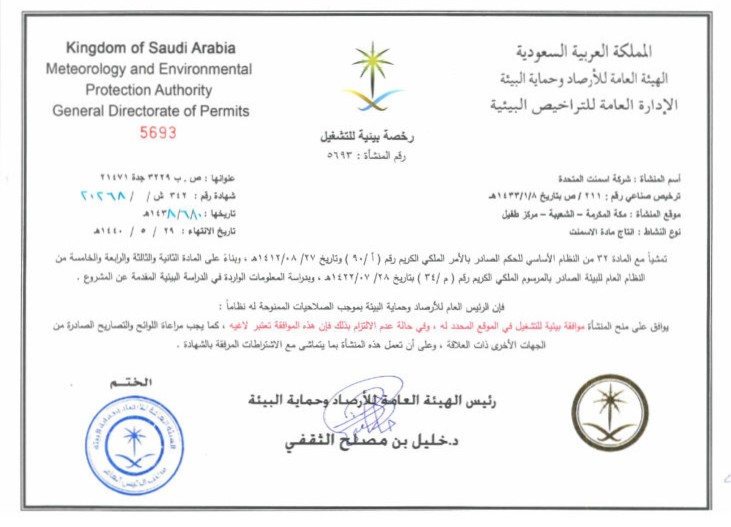 Kingdom of Saudi Arabia
Meteorology and Environmental
Protection Authority
General Directorate of Permits
5693
المملكة العربية السعودية
الهيئة العامة للأرصاد وحماية البيئة
الإدارة العامة للتراخيص البيئية
رخصة بيئية للتشغيل
رقم المنشأة : ٥٦٩٣
أسم المنشأة : شركة اسمنت المتحدة
ترخيص صناعي رقم : ٢١١ / ص بتاريخ ١٤٣٣/١/٨هـ
موقع المنشأة : مكة المكرمة – الشعيبة – مركز طفيل
نوع النشاط : انتاج مادة الاسمنت
عنوانها : ص . ب ٣٢٢٩ جدة ٢١٤٧١
شهادة رقم : ٣٤٢ ش / / ٢٠٢٦٨
تاريخها :
تاريخ الانتهاء : ٢٩ / ٥ / ١٤٤٠هـ
تمشياً مع المادة ٣٢ من النظام الأساسي للحكم الصادر بالأمر الملكي الكريم رقم ( أ /٩٠ ) وتاريخ ٢٧/ ١٤١٢/٠٨هـ ، وبناءً على المادة الثانية والثالثة والرابعة والخامسة من
النظام العام للبيئة الصادر بالمرسوم الملكي الكريم رقم ( م /٣٤ ) بتاريخ ٢٨/ ١٤٢٢/٠٧هـ ، وبدراسة المعلومات الواردة في الدراسة البيئية المقدمة عن المشروع .
فإن الرئيس العام للأرصاد وحماية البيئة بموجب الصلاحيات الممنوحة له نظاماً :
يوافق على منح المنشأة موافقة بيئية للتشغيل في الموقع المحدد له ، وفي حالة عدم الالتزام بذلك فإن هذه الموافقة تعتبر لاغيه ، كما يجب مراعاة اللوائح والتصاريح الصادرة من
الجهات الأخرى ذات العلاقة ، وعلى أن تعمل هذه المنشأة بما يتماشى مع الاشتراطات المرفقة بالشهادة .
الختم
رئيس الهيئة العامة للأرصاد وحماية البيئة
د.خليل بن مصلح الثقفي